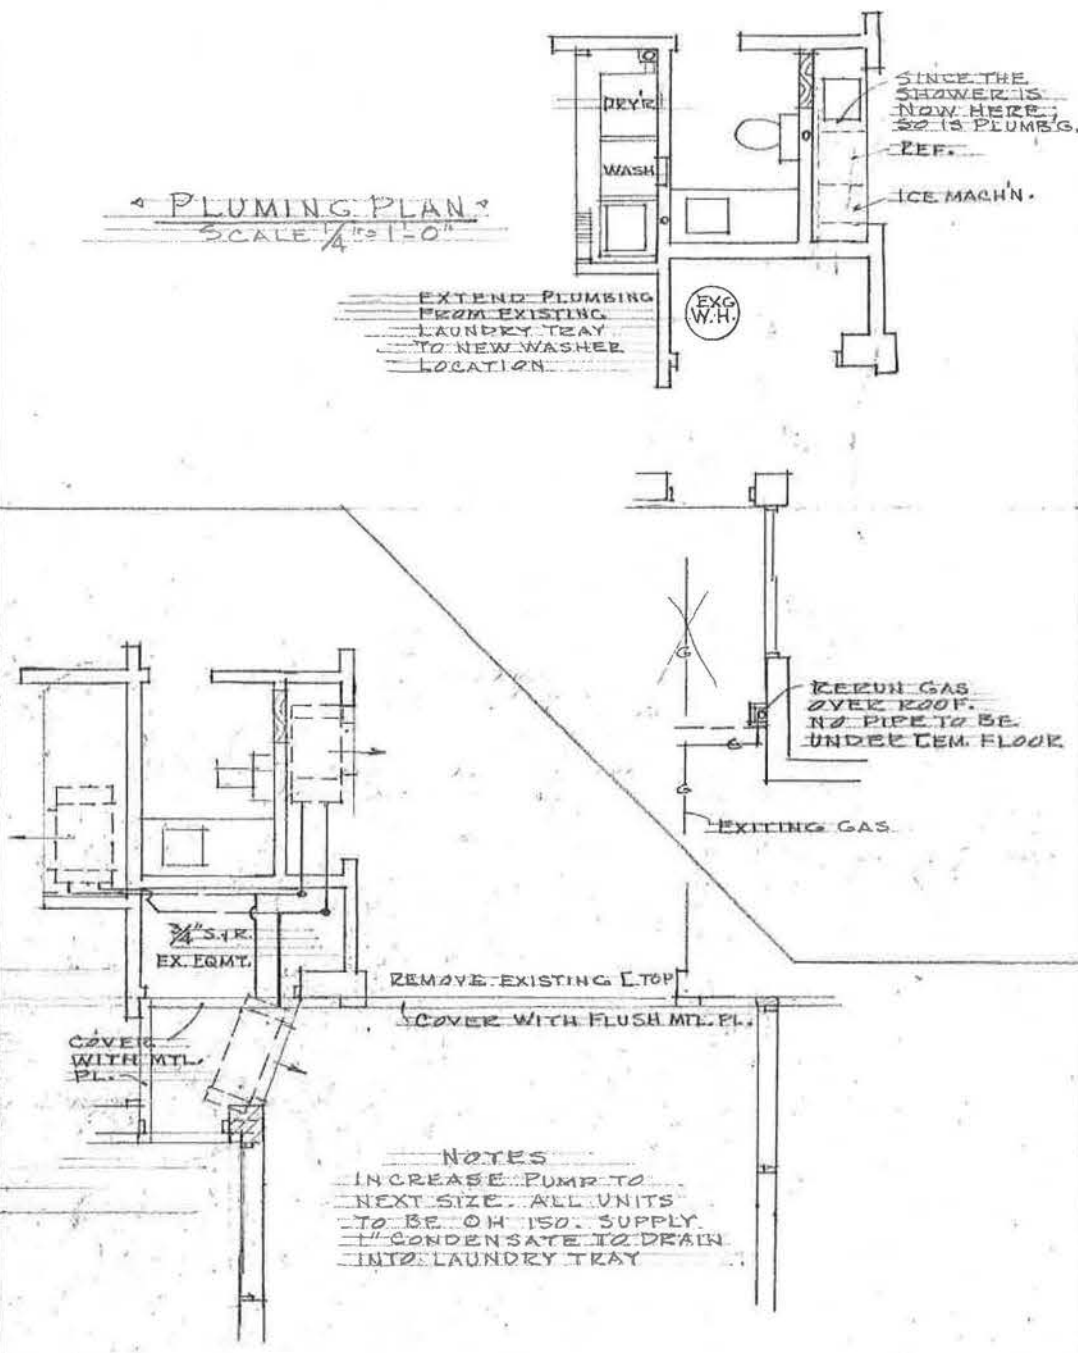 SINCE THE
SHOWER IS
NOW HERE,
SO IS PLUMB'G.
REF.
ICE MACH'N.
DRY'R
WASH
PLUMING PLAN
SCALE 1/4" = 1'-0"
EXTEND PLUMBING
FROM EXISTING
LAUNDRY TRAY
TO NEW WASHER
LOCATION
EXG
W.H.
G
RERUN GAS
OVER ROOF.
NO PIPE TO BE
UNDER CEM. FLOOR
G
G
EXITING GAS
3/4" S. & R.
EX. EQMT.
REMOVE EXISTING [ TOP
COVER WITH FLUSH MTL. PL.
COVER
WITH MTL.
PL.
NOTES
INCREASE PUMP TO
NEXT SIZE. ALL UNITS
TO BE OH 150. SUPPLY
1" CONDENSATE TO DRAIN
INTO LAUNDRY TRAY